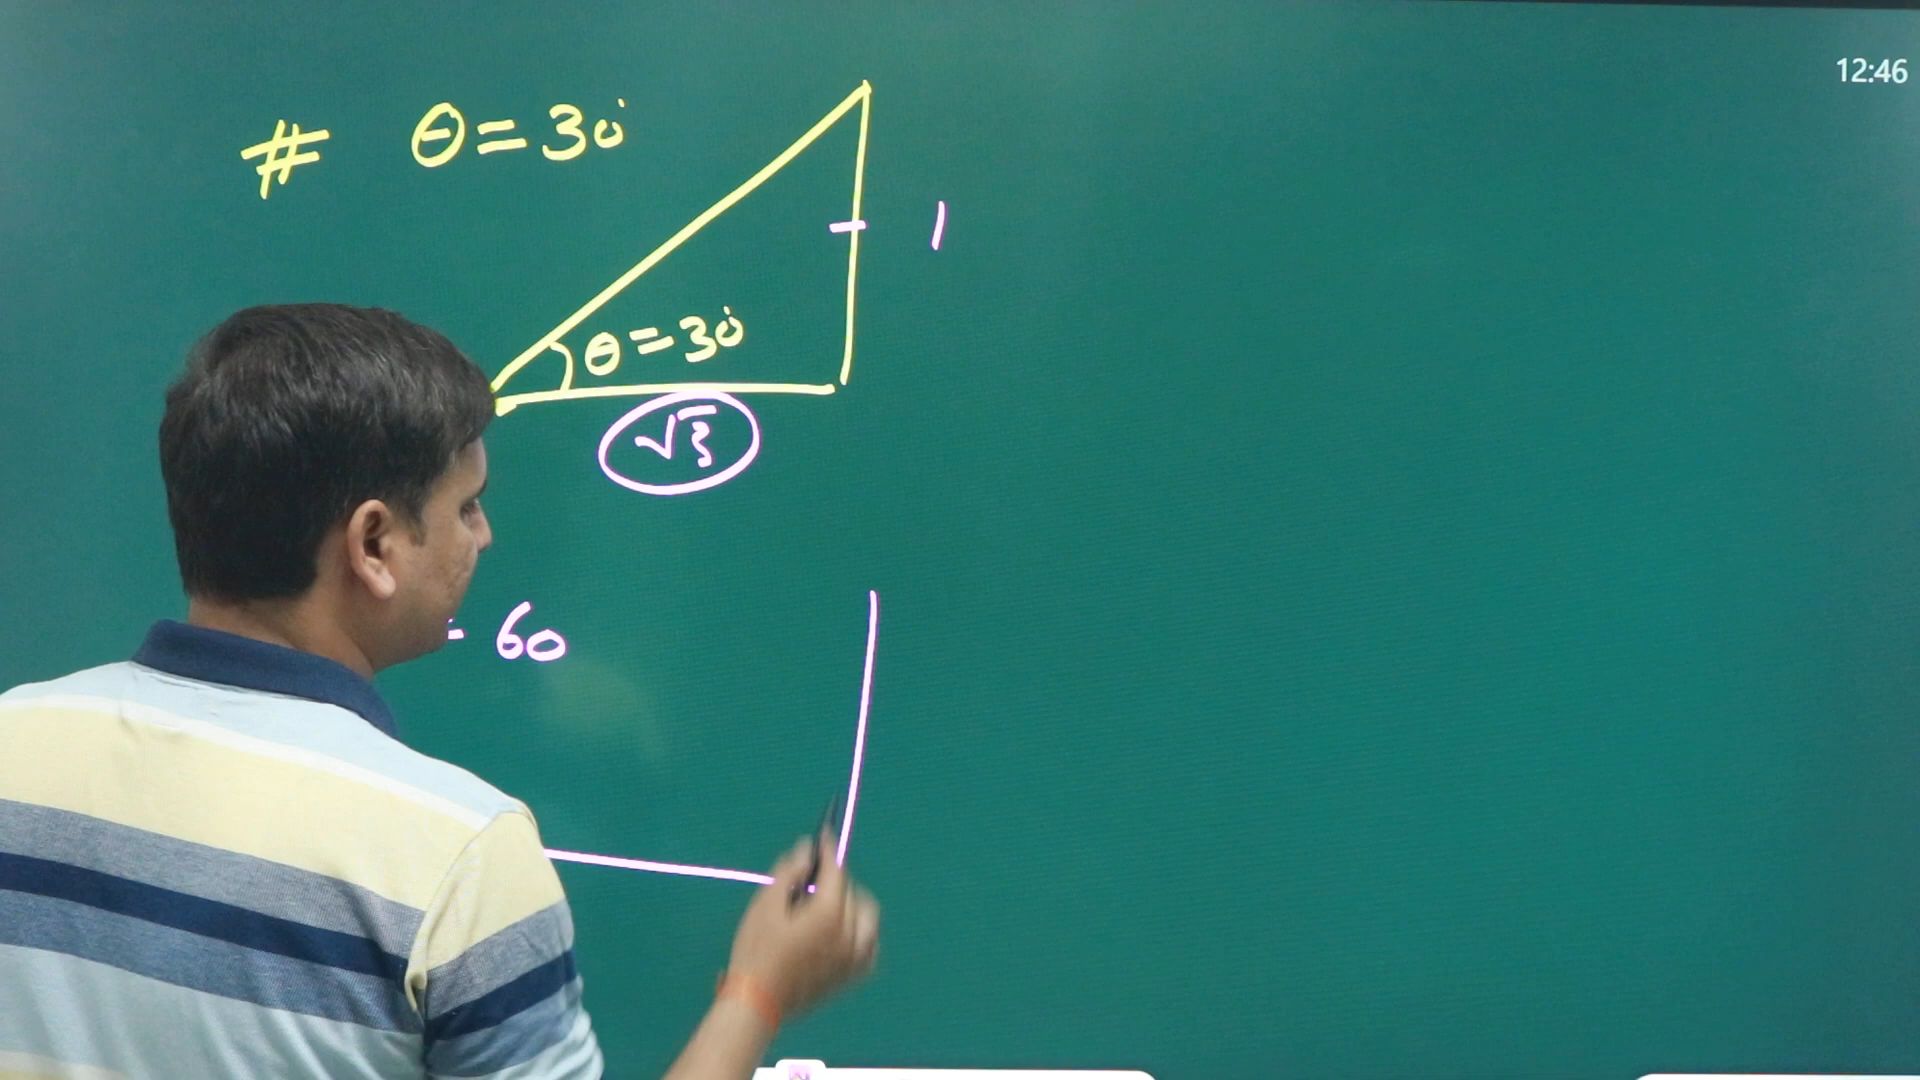 12:46
# θ = 30°
1
θ = 30°
√3
= 60